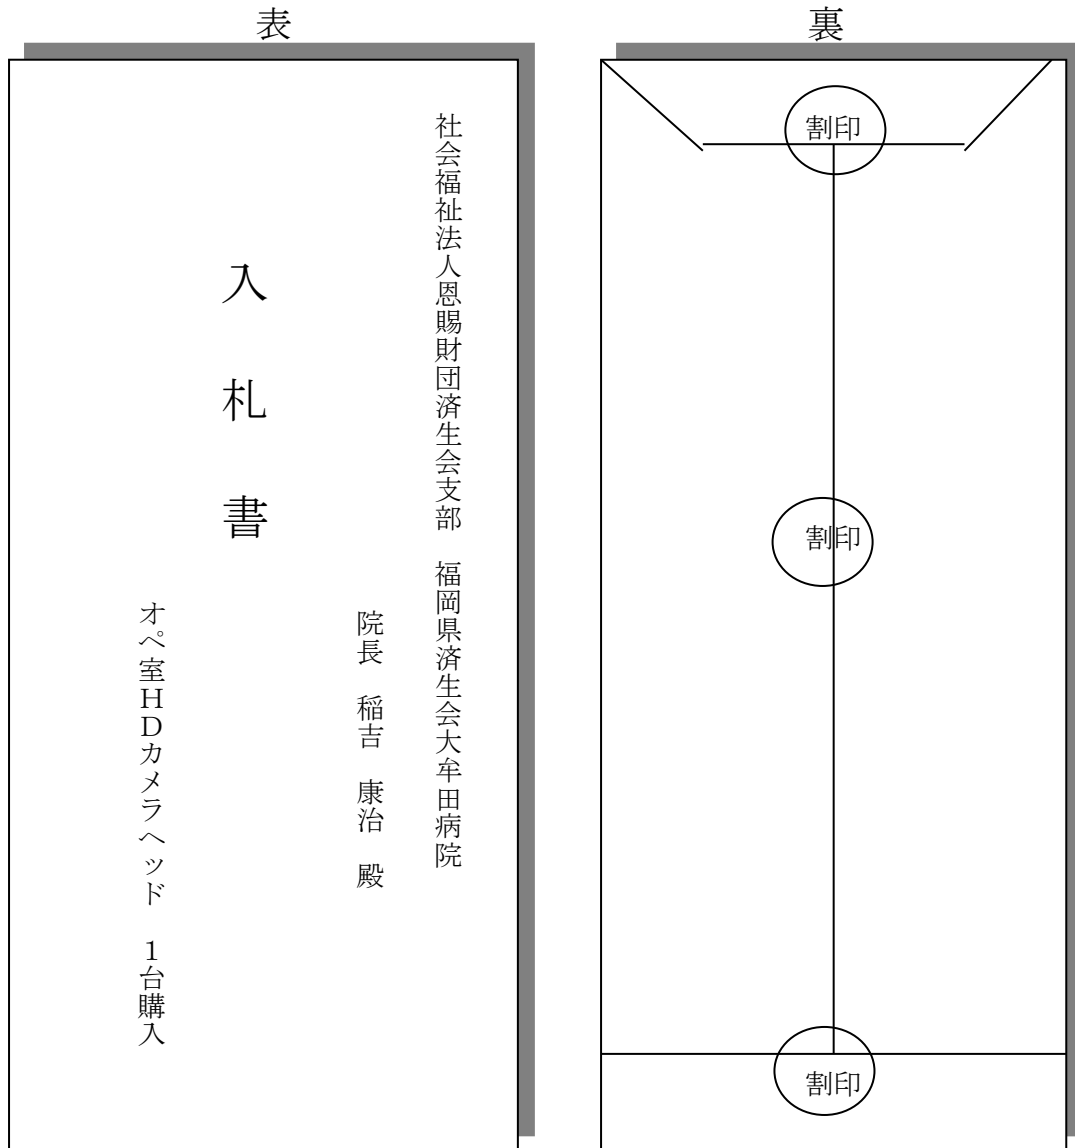 表
社会福祉法人恩賜財団済生会支部　福岡県済生会大牟田病院
院長　稲吉　康治　殿
入札書
オペ室ＨＤカメラヘッド　１台購入
裏
割印
割印
割印